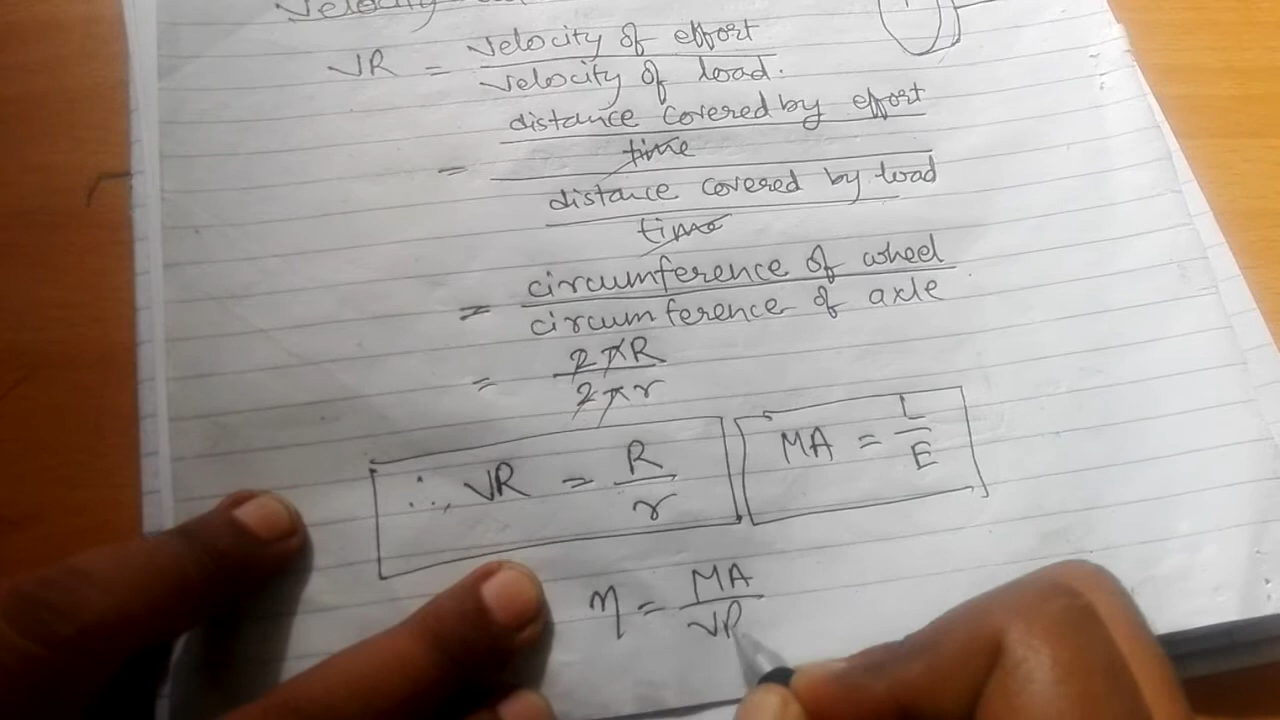 Velocity
VR = velocity of effort / velocity of load.
= distance covered by effort / time / distance covered by load / time
= circumference of wheel / circumference of axle
= 2πR / 2πr
∴, VR = R / r
MA = L / E
η = MA / VR